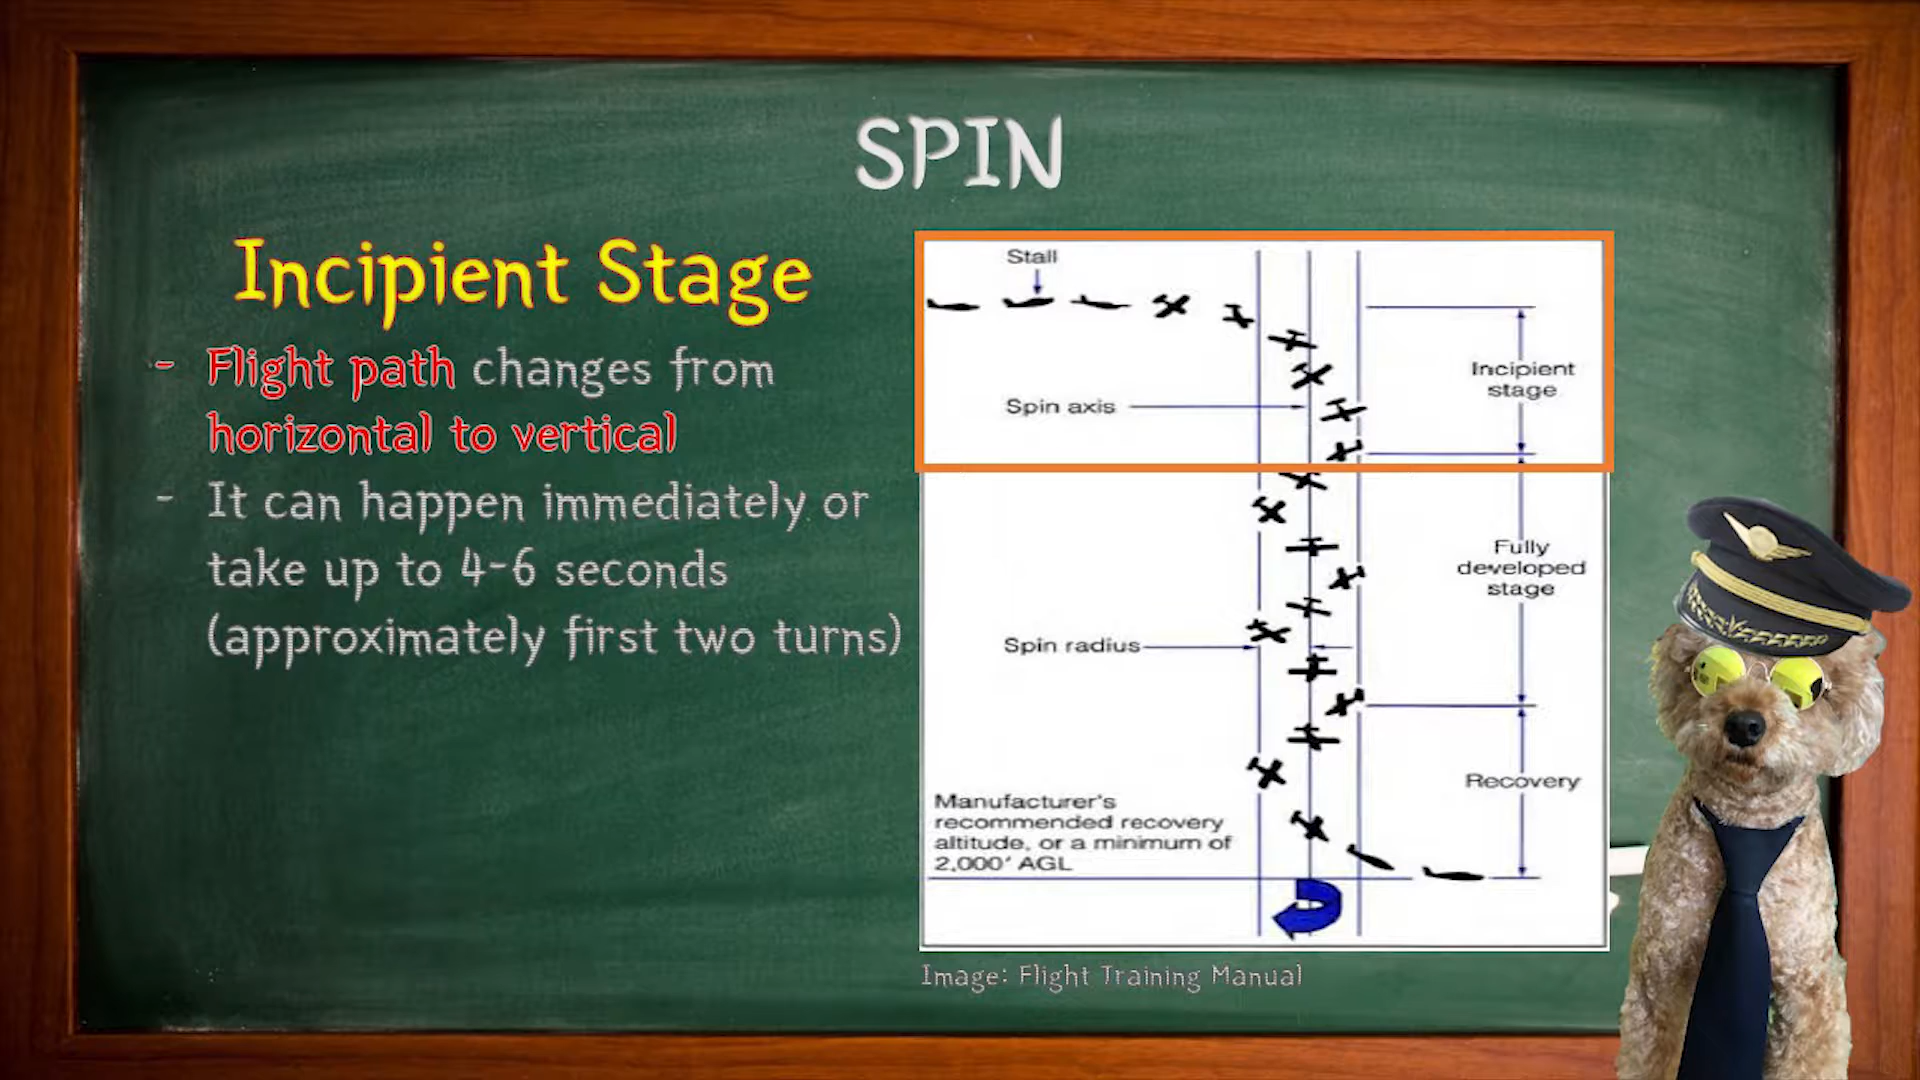 SPIN
Incipient Stage
- Flight path changes from
horizontal to vertical
- It can happen immediately or
take up to 4-6 seconds
(approximately first two turns)
Stall
Incipient
stage
Spin axis
Fully
developed
stage
Spin radius
Recovery
Manufacturer's
recommended recovery
altitude, or a minimum of
2,000' AGL
Image: Flight Training Manual